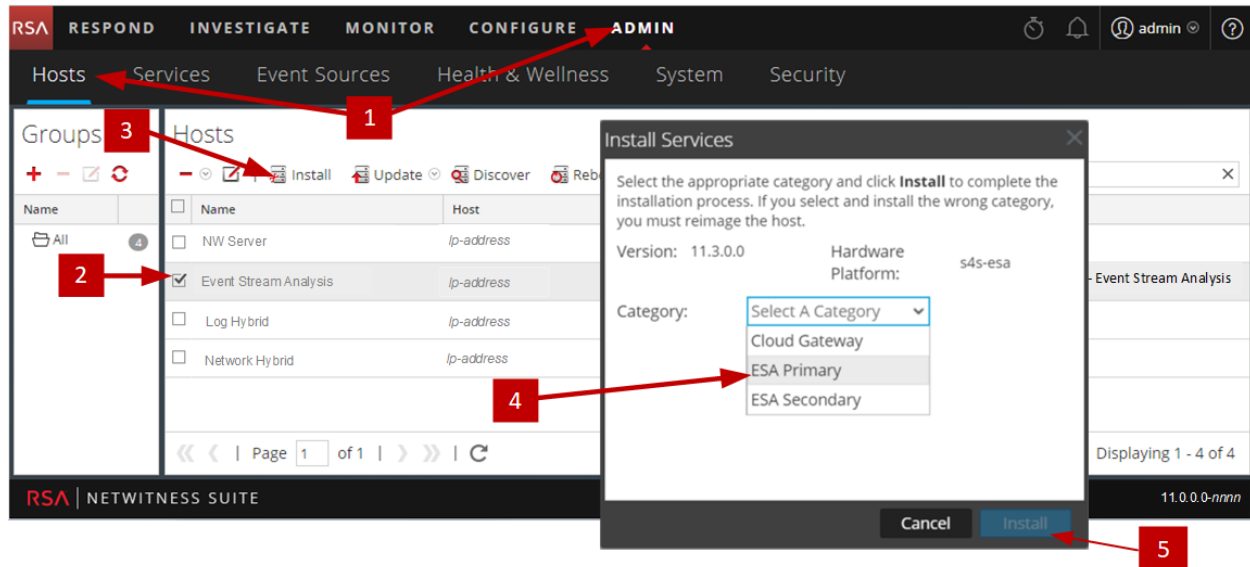 RSA RESPOND INVESTIGATE MONITOR CONFIGURE ADMIN admin ?
Hosts Services Event Sources Health & Wellness System Security
1
Groups
3
Hosts
Install Update Discover
Name
Name Host
All 4
NW Server Ip-address
2
Event Stream Analysis Ip-address - Event Stream Analysis
Log Hybrid Ip-address
Network Hybrid Ip-address
Page 1 of 1
Displaying 1 - 4 of 4
RSA NETWITNESS SUITE
11.0.0.0-nnnn
Install Services
Select the appropriate category and click Install to complete the
installation process. If you select and install the wrong category,
you must reimage the host.
Version: 11.3.0.0 Hardware
Platform: s4s-esa
Category: Select A Category
Cloud Gateway
ESA Primary
ESA Secondary
4
Cancel Install
5